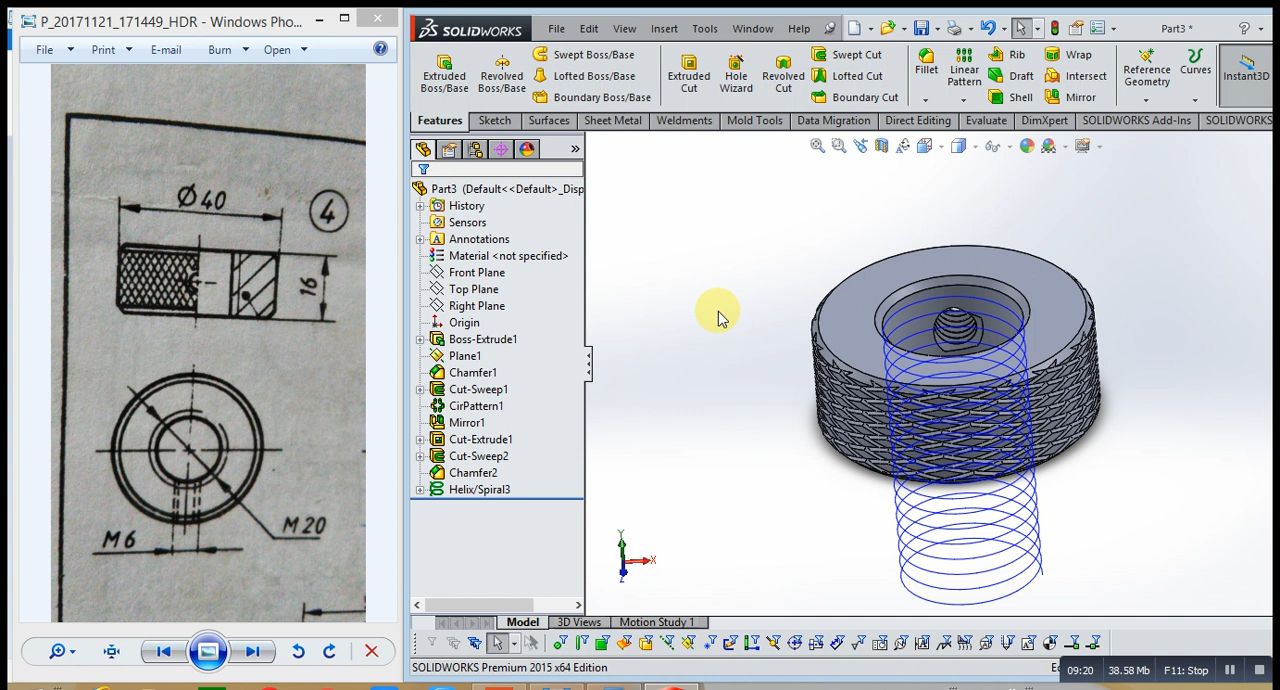 P_20171121_171449_HDR - Windows Pho...
File Print E-mail Burn Open
Ø40
4
16
M20
M6
SOLIDWORKS File Edit View Insert Tools Window Help Part3 *
Extruded Boss/Base
Revolved Boss/Base
Swept Boss/Base
Lofted Boss/Base
Boundary Boss/Base
Extruded Cut
Hole Wizard
Revolved Cut
Swept Cut
Lofted Cut
Boundary Cut
Fillet
Linear Pattern
Rib
Draft
Shell
Wrap
Intersect
Mirror
Reference Geometry
Curves
Instant3D
Features Sketch Surfaces Sheet Metal Weldments Mold Tools Data Migration Direct Editing Evaluate DimXpert SOLIDWORKS Add-Ins SOLIDWORKS
Part3 (Default<<Default>_Disp
History
Sensors
Annotations
Material <not specified>
Front Plane
Top Plane
Right Plane
Origin
Boss-Extrude1
Plane1
Chamfer1
Cut-Sweep1
CirPattern1
Mirror1
Cut-Extrude1
Cut-Sweep2
Chamfer2
Helix/Spiral3
Y
X
Z
Model 3D Views Motion Study 1
SOLIDWORKS Premium 2015 x64 Edition
09:20 38.58 Mb F11: Stop